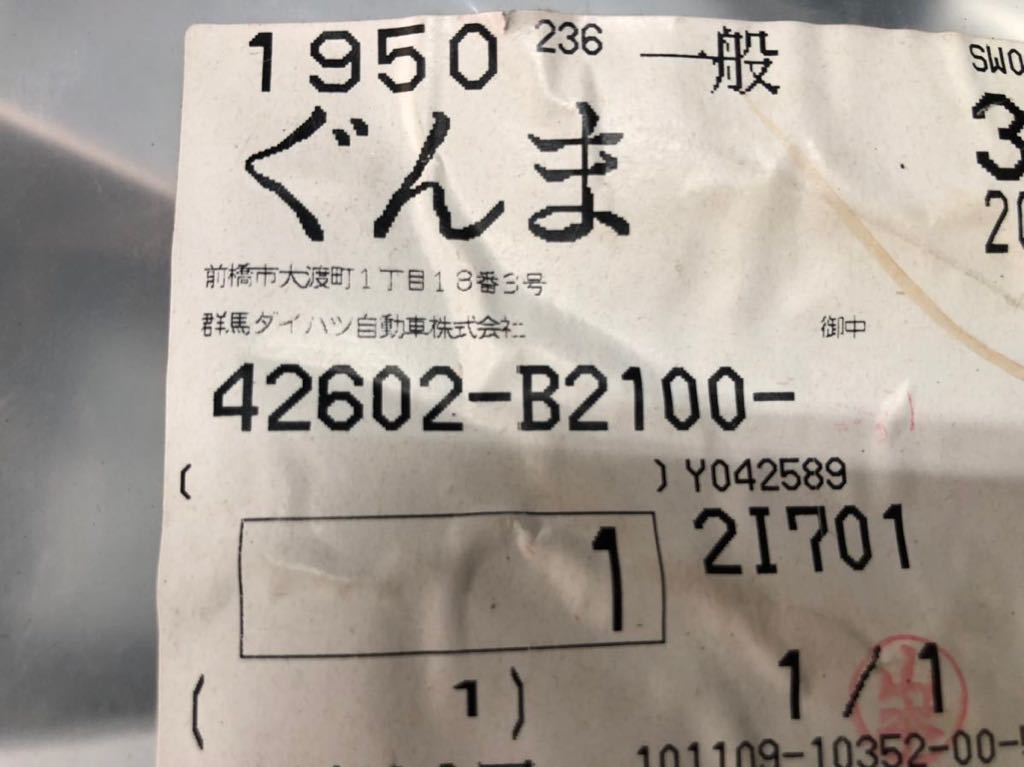 1950 236 一般 SW0
ぐんま 3
20
前橋市大渡町1丁目18番3号
群馬ダイハツ自動車株式会社 御中
42602-B2100-
( ) Y042589
1 2I701
( 1 ) 1/1
101109-10352-00-